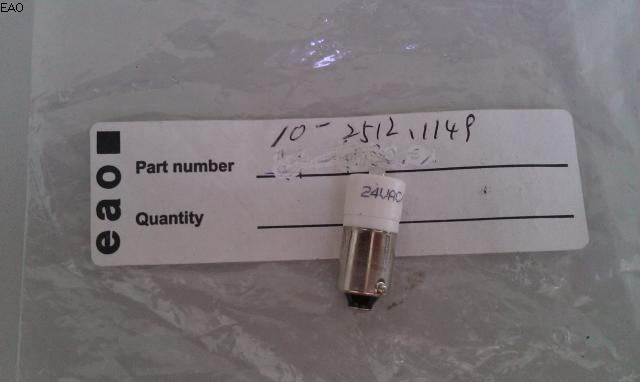 EAO
10-2512.1149
Part number
eao
24VAC
Quantity